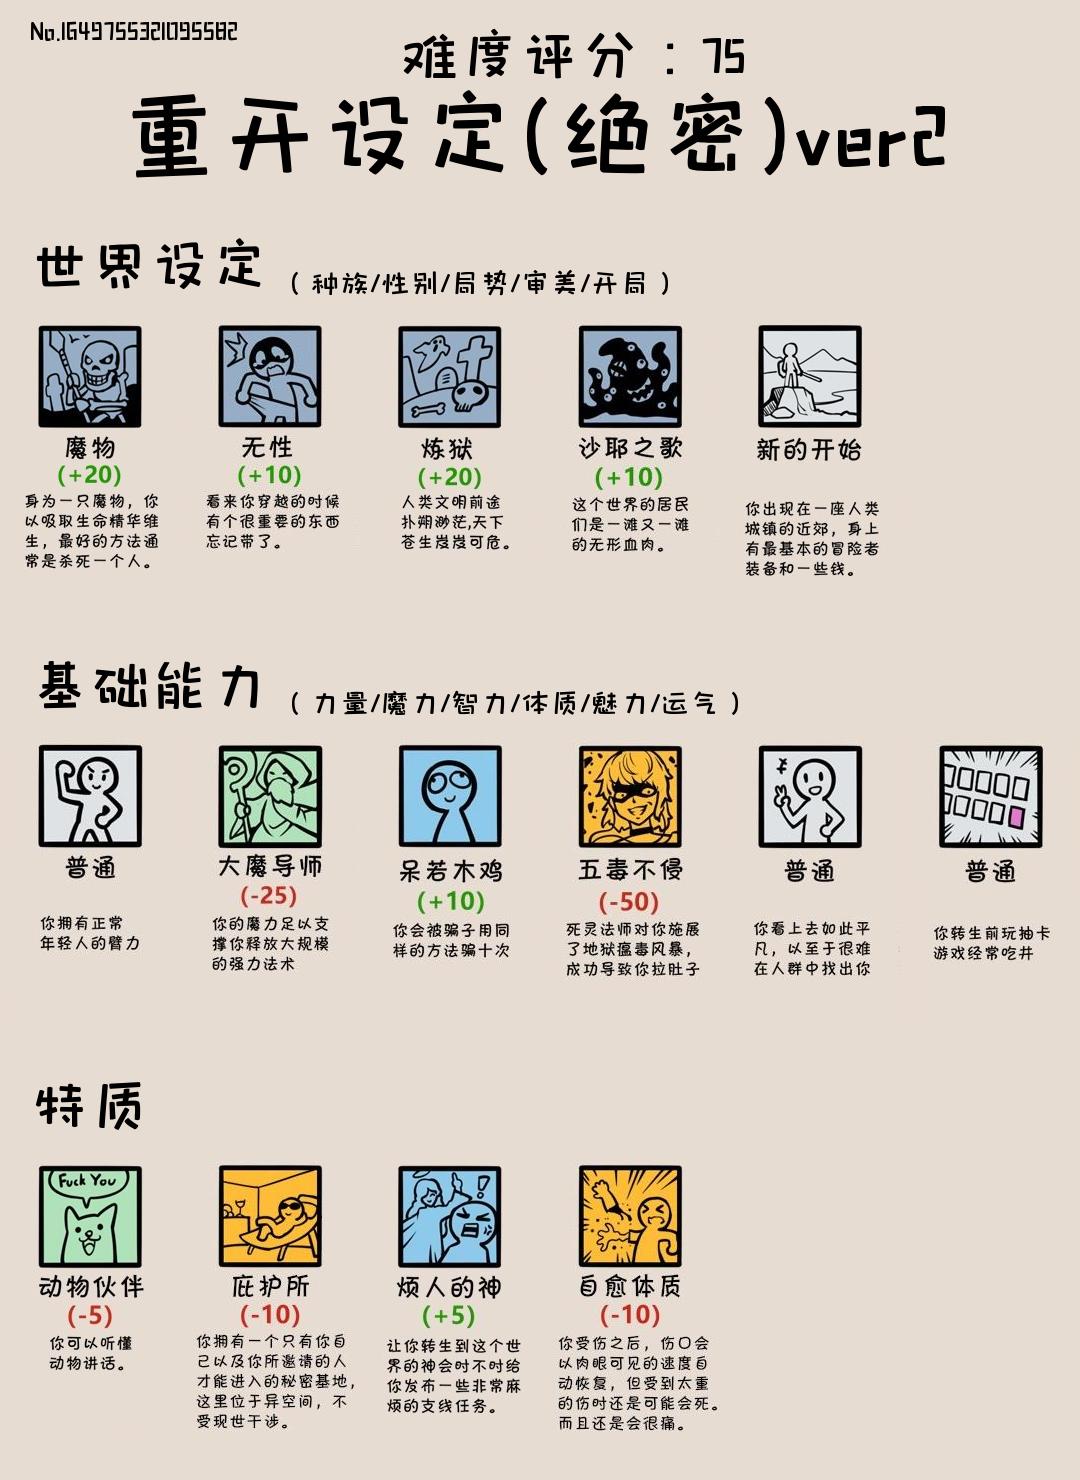 No.1649755321095582
难度评分：75
重开设定(绝密)ver2
世界设定（种族/性别/局势/审美/开局）
魔物
(+20)
身为一只魔物，你
以吸取生命精华维
生，最好的方法通
常是杀死一个人。
无性
(+10)
看来你穿越的时候
有个很重要的东西
忘记带了。
炼狱
(+20)
人类文明前途
扑朔渺茫,天下
苍生岌岌可危。
沙耶之歌
(+10)
这个世界的居民
们是一滩又一滩
的无形血肉。
新的开始
你出现在一座人类
城镇的近郊，身上
有最基本的冒险者
装备和一些钱。
基础能力（力量/魔力/智力/体质/魅力/运气）
普通
你拥有正常
年轻人的臂力
大魔导师
(-25)
你的魔力足以支
撑你释放大规模
的强力法术
呆若木鸡
(+10)
你会被骗子用同
样的方法骗十次
五毒不侵
(-50)
死灵法师对你施展
了地狱瘟毒风暴，
成功导致你拉肚子
普通
你看上去如此平
凡，以至于很难
在人群中找出你
普通
你转生前玩抽卡
游戏经常吃井
特质
Fuck You
动物伙伴
(-5)
你可以听懂
动物讲话。
庇护所
(-10)
你拥有一个只有你自
己以及你所邀请的人
才能进入的秘密基地，
这里位于异空间，不
受现世干涉。
烦人的神
(+5)
让你转生到这个世
界的神会时不时给
你发布一些非常麻
烦的支线任务。
自愈体质
(-10)
你受伤之后，伤口会
以肉眼可见的速度自
动恢复，但受到太重
的伤时还是可能会死。
而且还是会很痛。